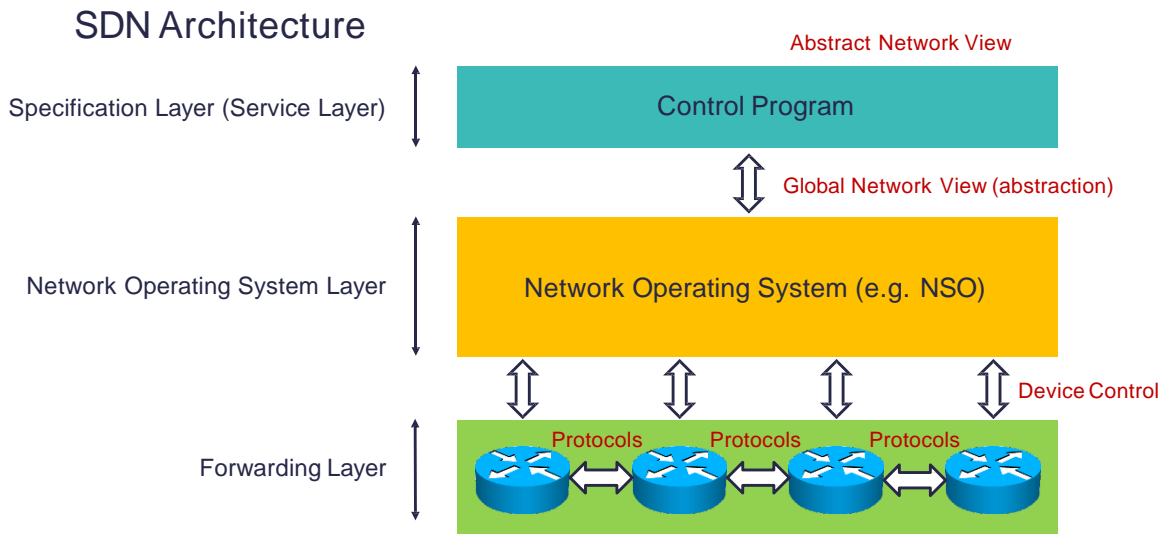 SDN Architecture
Abstract Network View
Specification Layer (Service Layer)
Control Program
Global Network View (abstraction)
Network Operating System Layer
Network Operating System (e.g. NSO)
Device Control
Protocols
Protocols
Protocols
Forwarding Layer